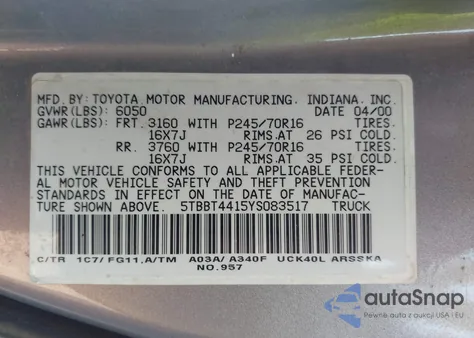 MFD. BY: TOYOTA MOTOR MANUFACTURING. INDIANA, INC.
GVWR(LBS): 6050 DATE 04/00
GAWR(LBS): FRT. 3160 WITH P245/70R16 TIRES.
16X7J RIMS.AT 26 PSI COLD.
RR. 3760 WITH P245/70R16 TIRES.
16X7J RIMS.AT 35 PSI COLD.
THIS VEHICLE CONFORMS TO ALL APPLICABLE FEDER-
AL MOTOR VEHICLE SAFETY AND THEFT PREVENTION
STANDARDS IN EFFECT ON THE DATE OF MANUFAC-
TURE SHOWN ABOVE. 5TBBT4415YS083517 TRUCK
C/TR 1C7/FG11,A/TM A03A/A340F UCK40L ARSSKA
NO.957
autoSnap
Pewne auta z USA i EU